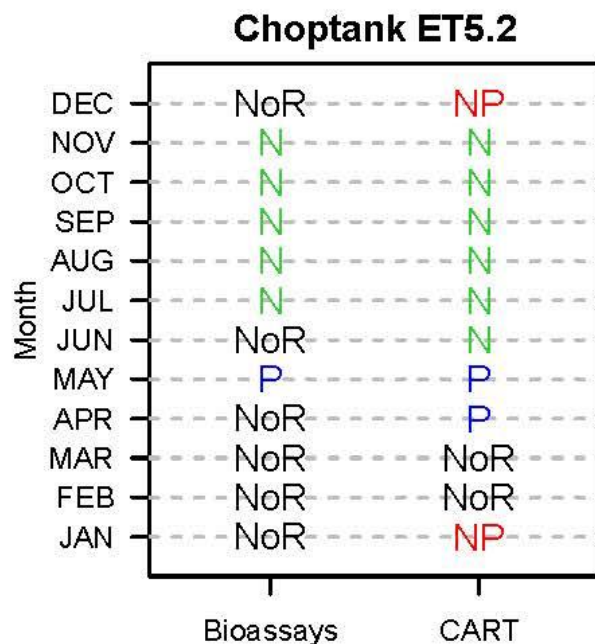 Choptank ET5.2
DEC NoR NP
NOV N N
OCT N N
SEP N N
AUG N N
JUL N N
JUN NoR N
MAY P P
APR NoR P
MAR NoR NoR
FEB NoR NoR
JAN NoR NP
Month
Bioassays CART